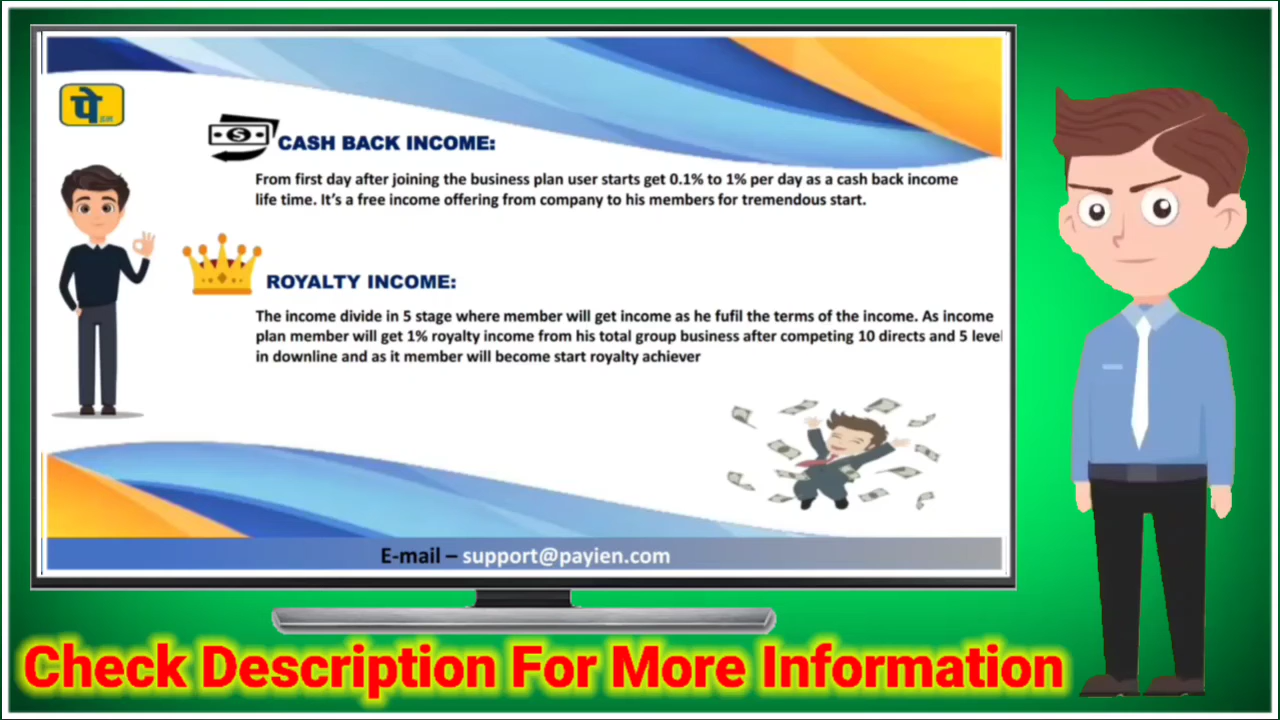 पे
CASH BACK INCOME:
From first day after joining the business plan user starts get 0.1% to 1% per day as a cash back income
life time. It's a free income offering from company to his members for tremendous start.
ROYALTY INCOME:
The income divide in 5 stage where member will get income as he fufil the terms of the income. As income
plan member will get 1% royalty income from his total group business after competing 10 directs and 5 level
in downline and as it member will become start royalty achiever
E-mail – support@payien.com
Check Description For More Information